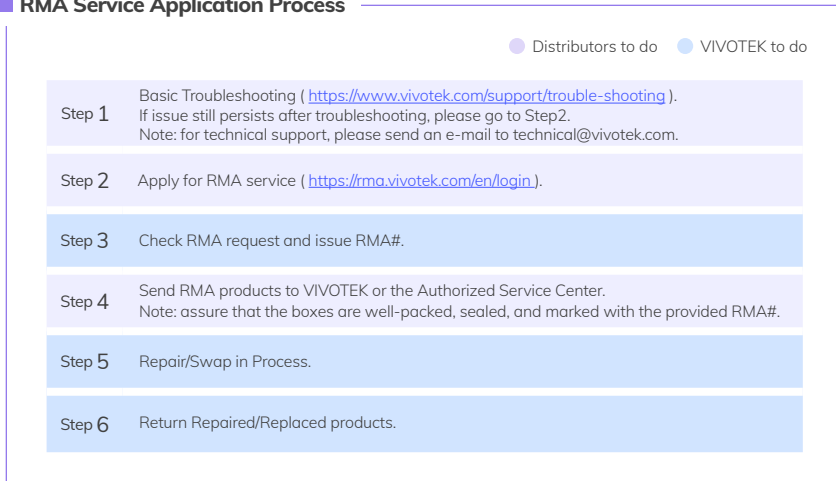 RMA Service Application Process
Distributors to do VIVOTEK to do
Step 1
Basic Troubleshooting ( https://www.vivotek.com/support/trouble-shooting ).
If issue still persists after troubleshooting, please go to Step2.
Note: for technical support, please send an e-mail to technical@vivotek.com.
Step 2 Apply for RMA service ( https://rma.vivotek.com/en/login ).
Step 3 Check RMA request and issue RMA#.
Step 4
Send RMA products to VIVOTEK or the Authorized Service Center.
Note: assure that the boxes are well-packed, sealed, and marked with the provided RMA#.
Step 5 Repair/Swap in Process.
Step 6 Return Repaired/Replaced products.